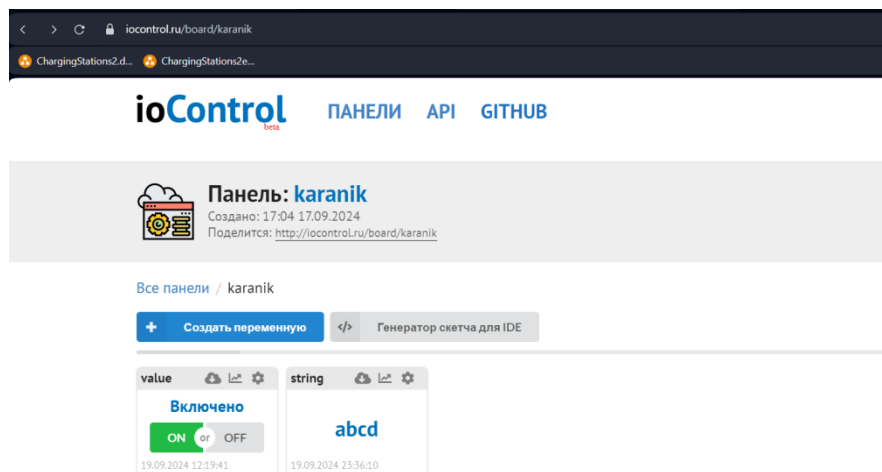 iocontrol.ru/board/karanik
ChargingStations2.d... ChargingStations2e...
ioControl beta ПАНЕЛИ API GITHUB
Панель: karanik
Создано: 17:04 17.09.2024
Поделится: http://iocontrol.ru/board/karanik
Все панели / karanik
+ Создать переменную </> Генератор скетча для IDE
value string
Включено
ON or OFF abcd
19.09.2024 12:19:41 19.09.2024 23:36:10